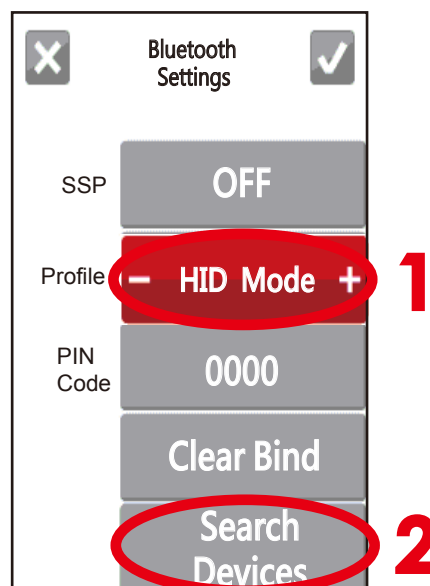 Bluetooth
Settings
SSP OFF
Profile − HID Mode + 1
PIN
Code 0000
Clear Bind
Search
Devices 2